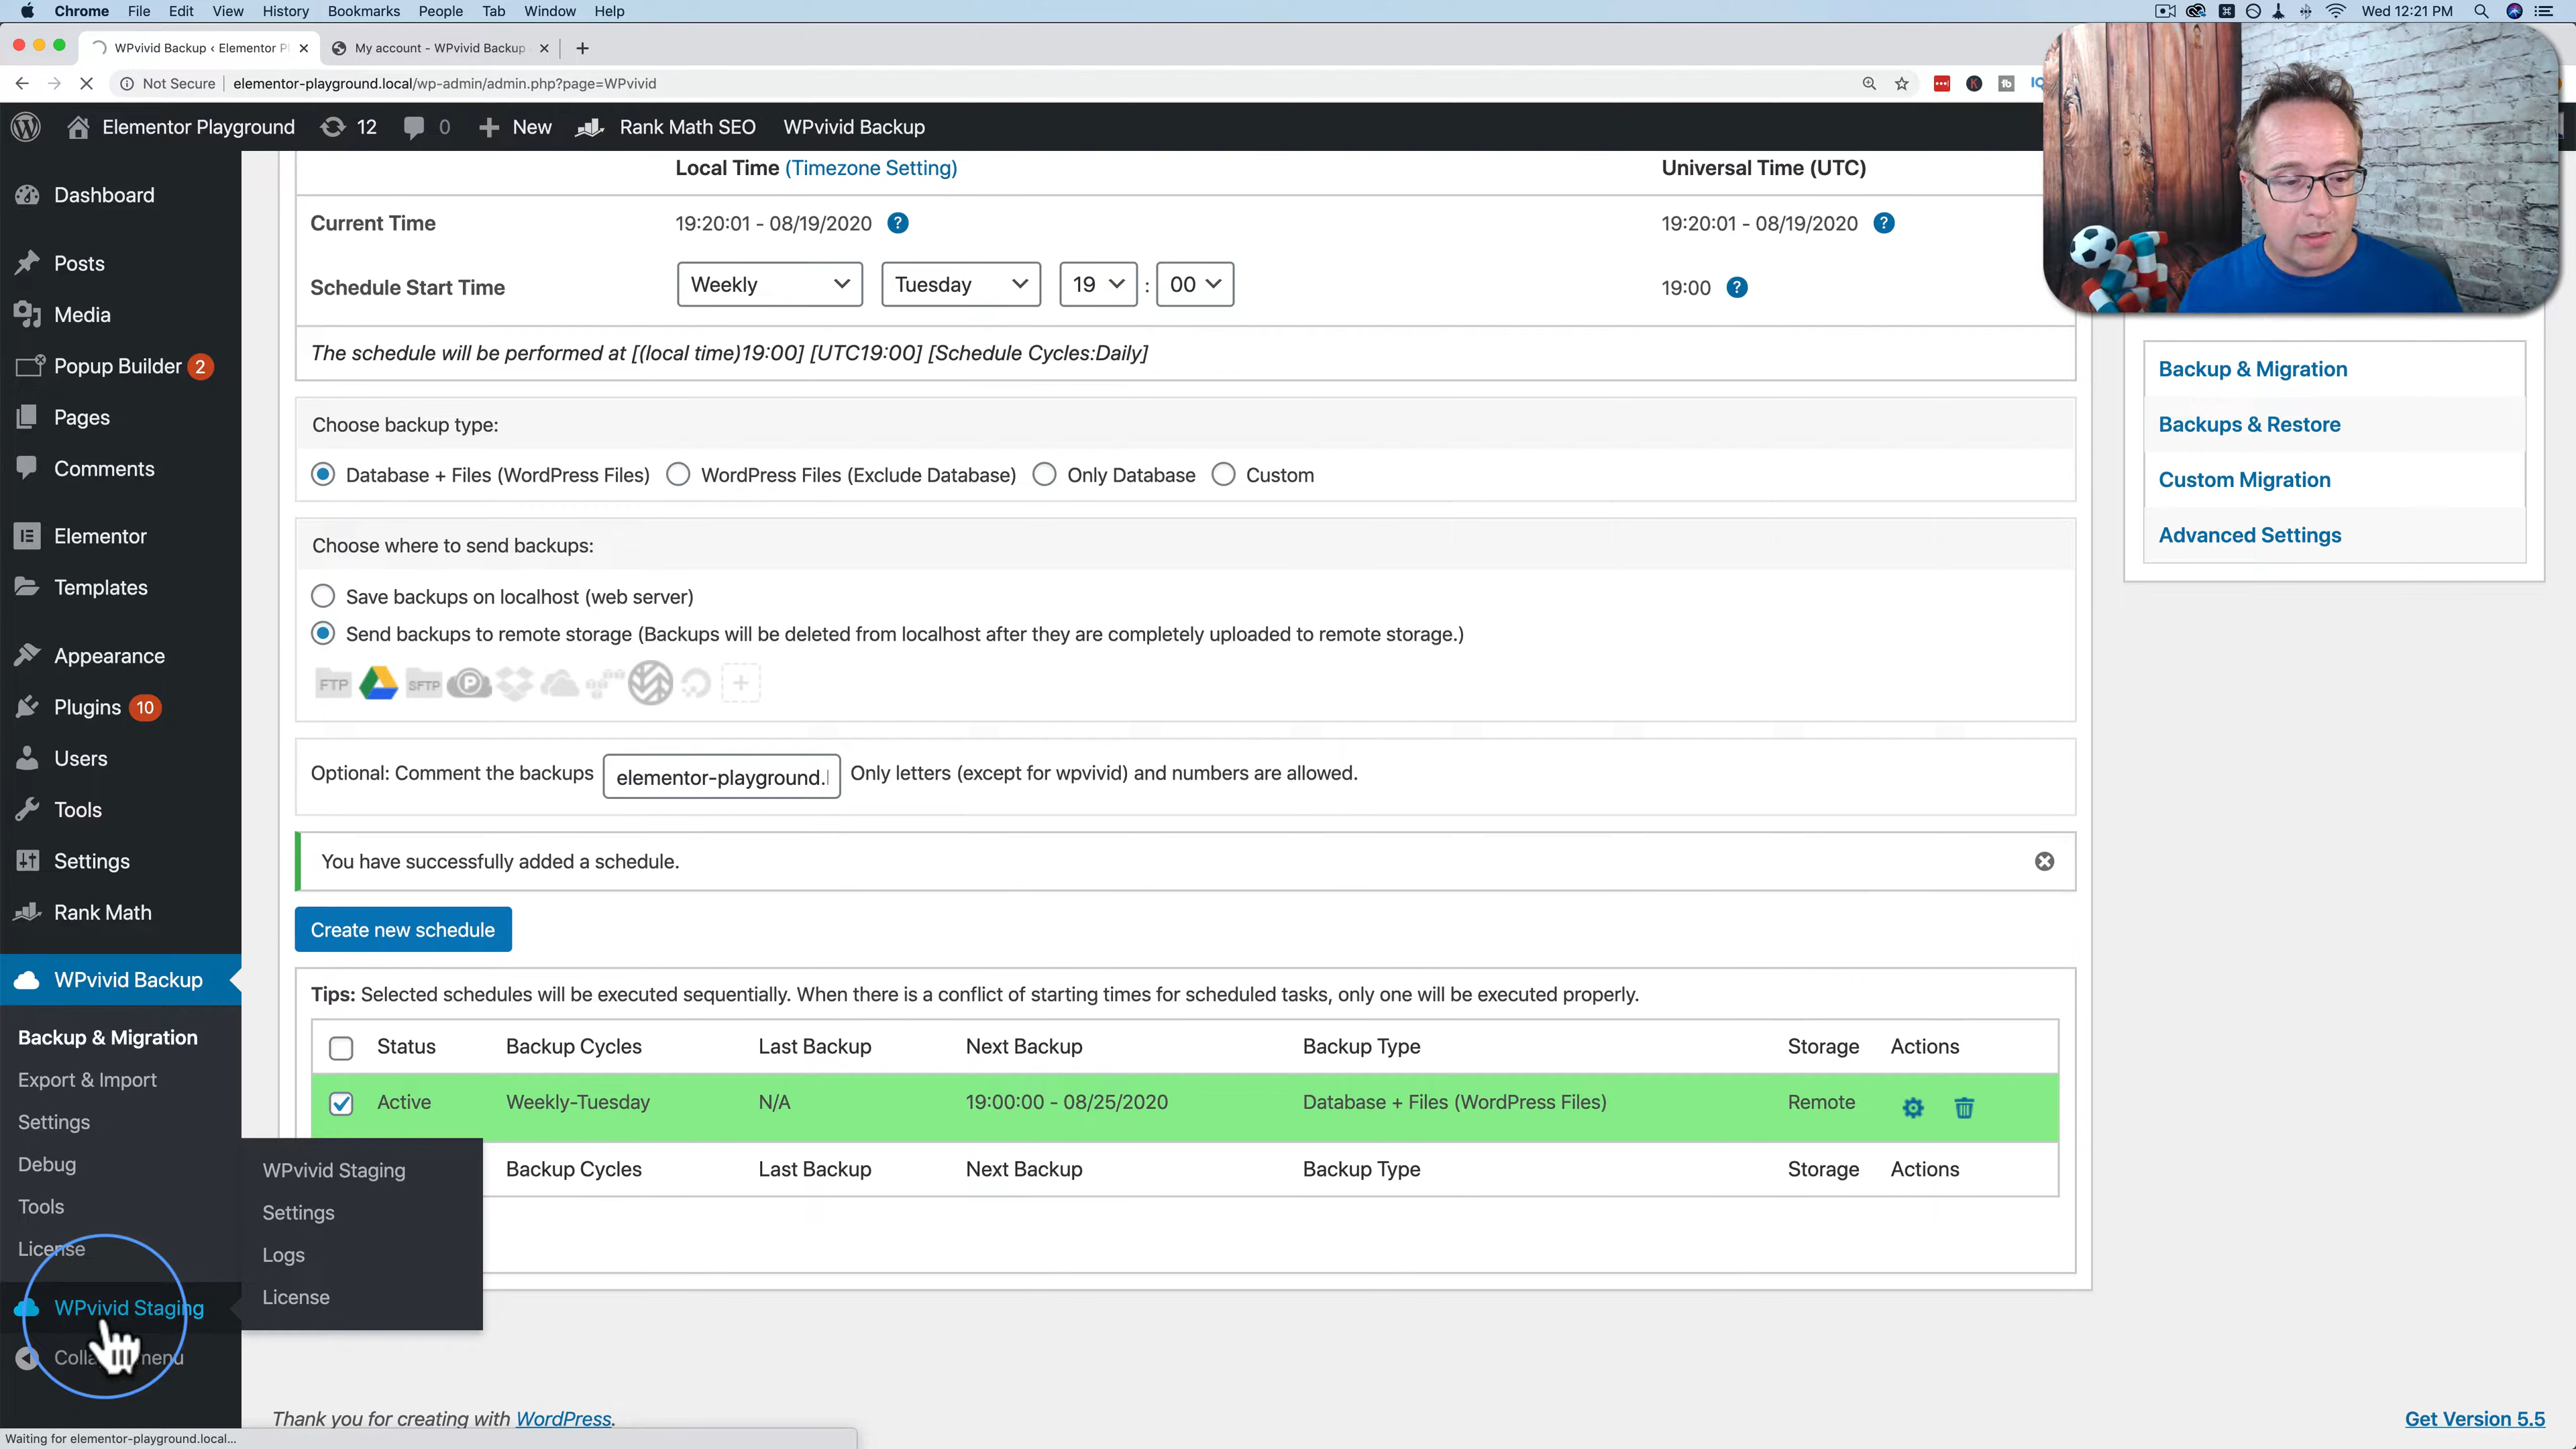 Chrome File Edit View History Bookmarks People Tab Window Help Wed 12:21 PM
WPvivid Backup ‹ Elementor Pl My account - WPvivid Backup
Not Secure elementor-playground.local/wp-admin/admin.php?page=WPvivid
Elementor Playground 12 0 New Rank Math SEO WPvivid Backup
Dashboard
Posts
Media
Popup Builder 2
Pages
Comments
Elementor
Templates
Appearance
Plugins 10
Users
Tools
Settings
Rank Math
WPvivid Backup
Backup & Migration
Export & Import
Settings
Debug
Tools
License
WPvivid Staging
WPvivid Staging
Settings
Logs
License
Local Time (Timezone Setting) Universal Time (UTC)
Current Time 19:20:01 - 08/19/2020 ? 19:20:01 - 08/19/2020 ?
Schedule Start Time Weekly Tuesday 19 : 00 19:00 ?
The schedule will be performed at [(local time)19:00] [UTC19:00] [Schedule Cycles:Daily]
Choose backup type:
Database + Files (WordPress Files) WordPress Files (Exclude Database) Only Database Custom
Choose where to send backups:
Save backups on localhost (web server)
Send backups to remote storage (Backups will be deleted from localhost after they are completely uploaded to remote storage.)
FTP SFTP
Optional: Comment the backups elementor-playground. Only letters (except for wpvivid) and numbers are allowed.
You have successfully added a schedule.
Create new schedule
Tips: Selected schedules will be executed sequentially. When there is a conflict of starting times for scheduled tasks, only one will be executed properly.
Status Backup Cycles Last Backup Next Backup Backup Type Storage Actions
Active Weekly-Tuesday N/A 19:00:00 - 08/25/2020 Database + Files (WordPress Files) Remote
Backup Cycles Last Backup Next Backup Backup Type Storage Actions
Backup & Migration
Backups & Restore
Custom Migration
Advanced Settings
Thank you for creating with WordPress.
Get Version 5.5
Waiting for elementor-playground.local...